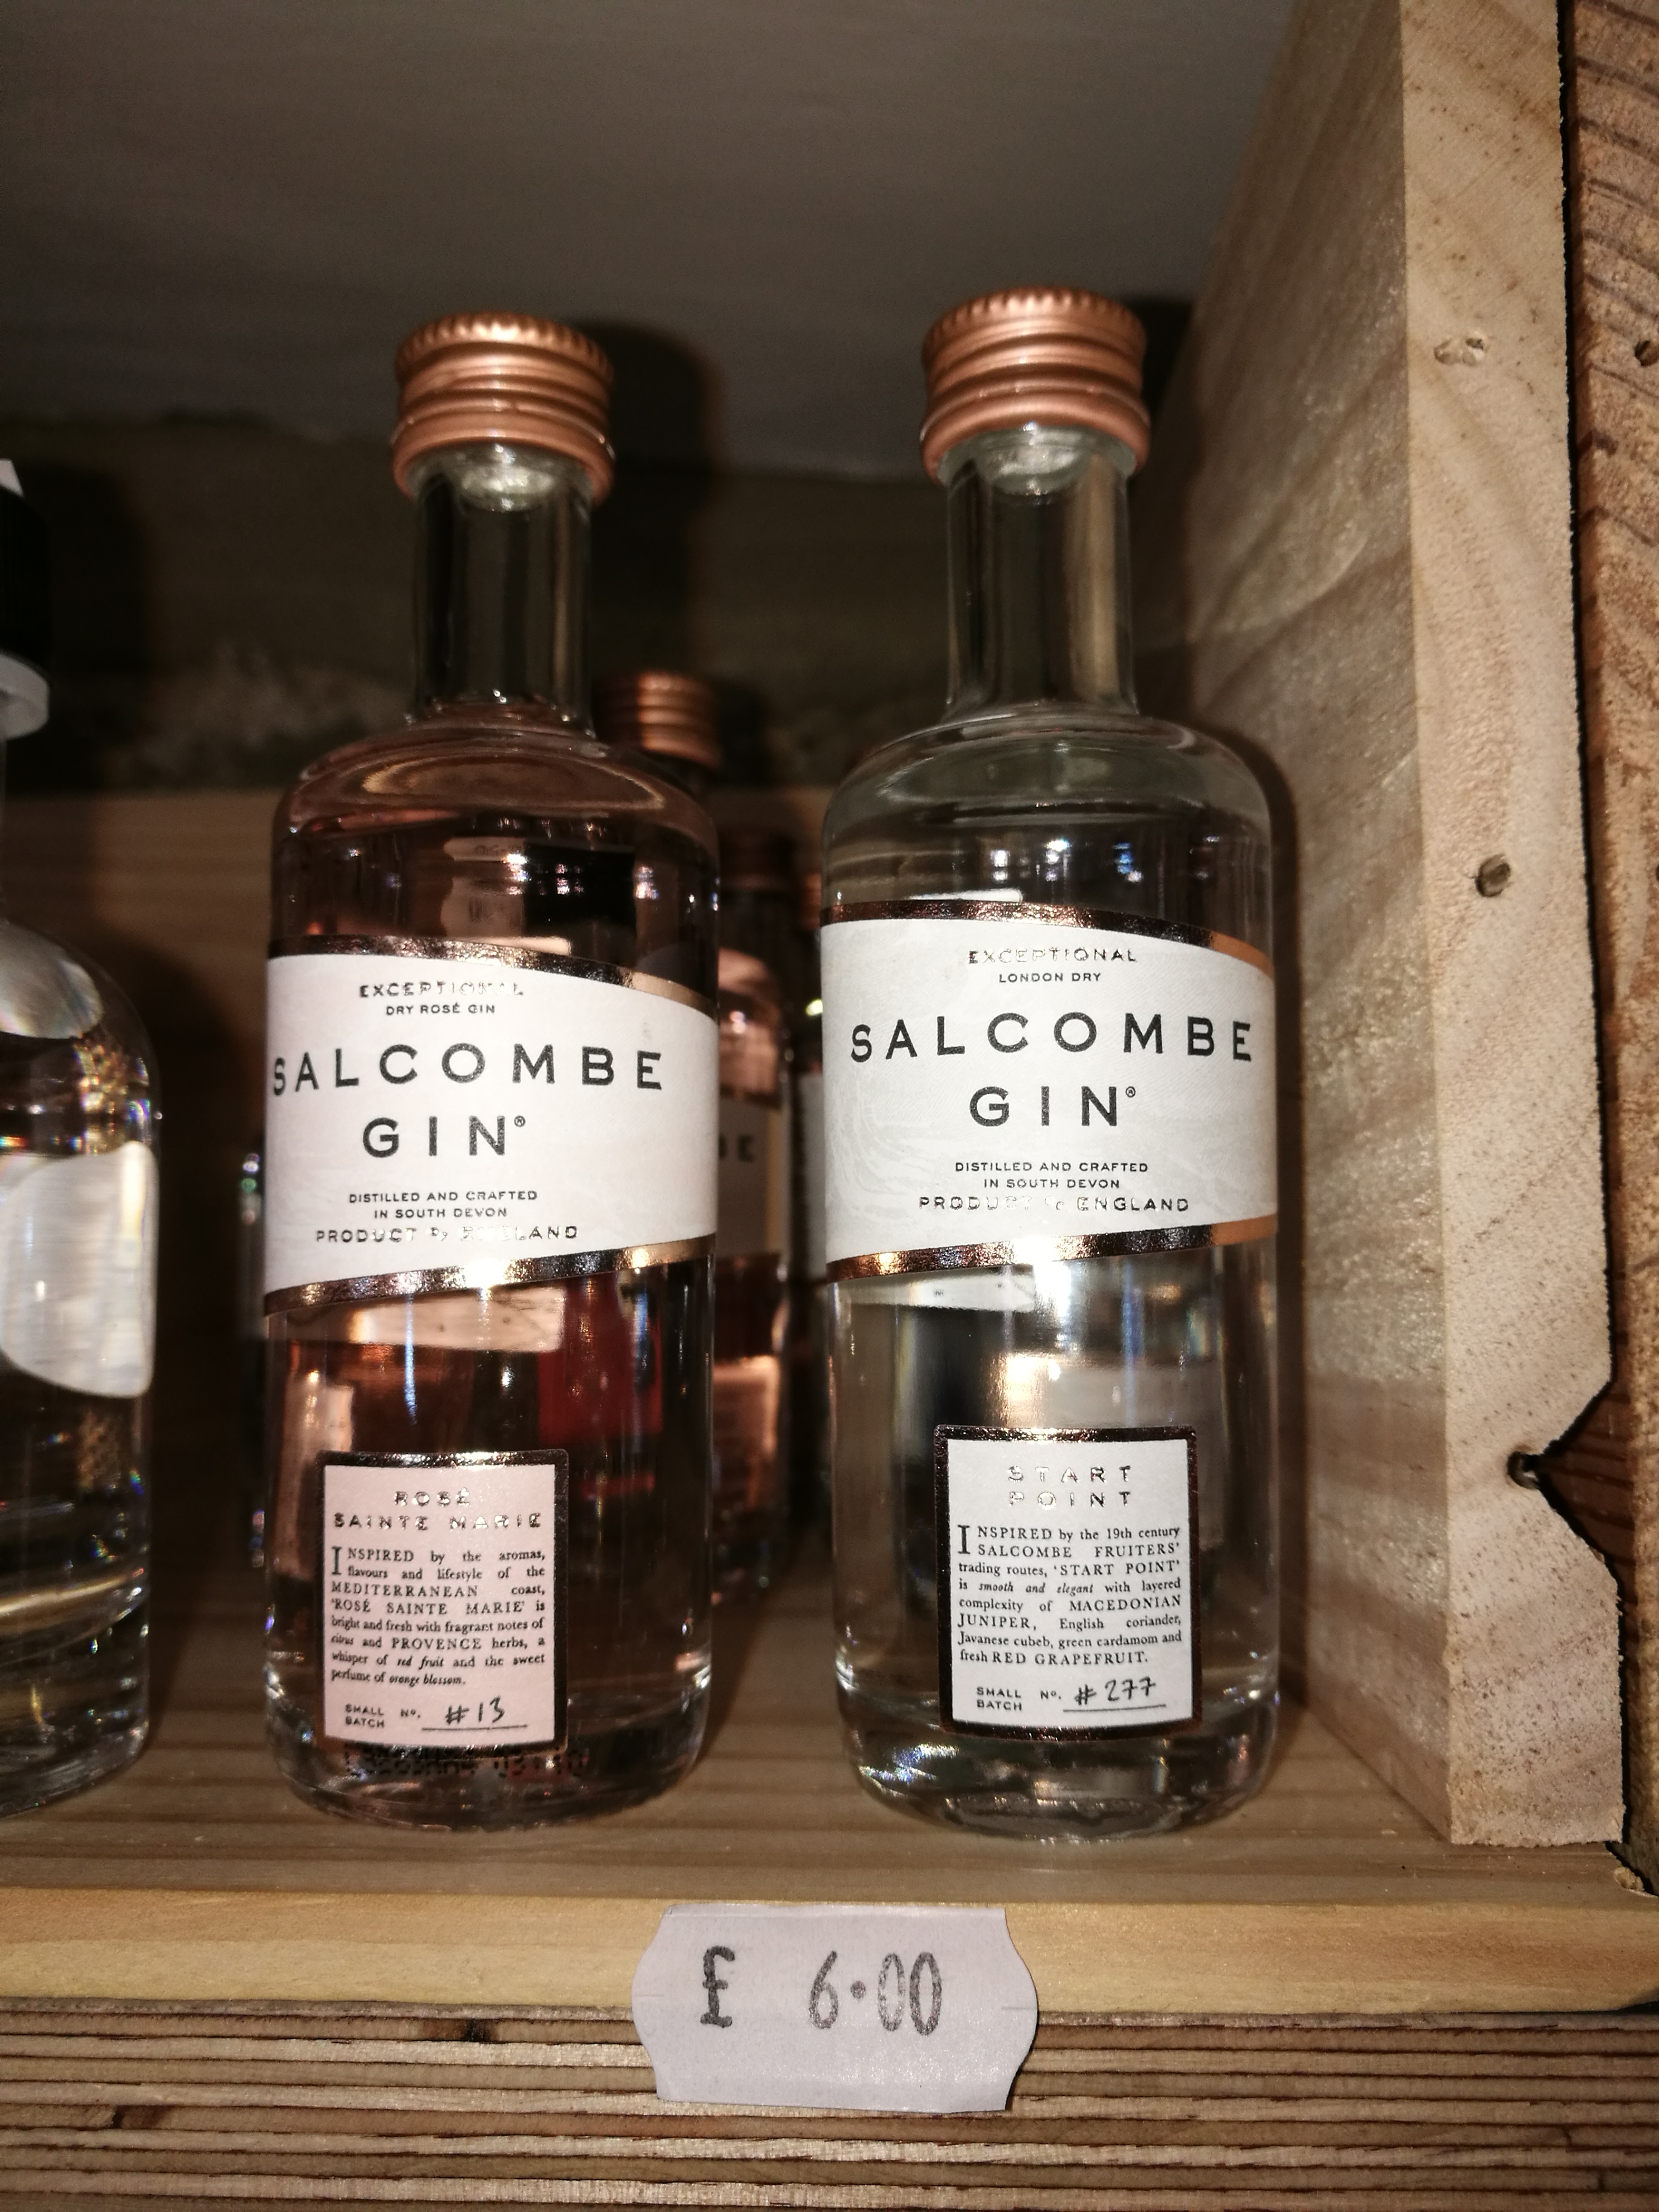 EXCEPTIONAL
DRY ROSÉ GIN
SALCOMBE
GIN®
DISTILLED AND CRAFTED
IN SOUTH DEVON
PRODUCT OF ENGLAND
ROSÉ
SAINTE MARIE
INSPIRED by the aromas,
flavours and lifestyle of the
MEDITERRANEAN coast,
'ROSÉ SAINTE MARIE' is
bright and fresh with fragrant notes of
citrus and PROVENCE herbs, a
whisper of red fruit and the sweet
perfume of orange blossom.
SMALL
BATCH Nº. #13
EXCEPTIONAL
LONDON DRY
SALCOMBE
GIN®
DISTILLED AND CRAFTED
IN SOUTH DEVON
PRODUCT OF ENGLAND
START
POINT
INSPIRED by the 19th century
SALCOMBE FRUITERS'
trading routes, 'START POINT'
is smooth and elegant with layered
complexity of MACEDONIAN
JUNIPER, English coriander,
Javanese cubeb, green cardamom and
fresh RED GRAPEFRUIT.
SMALL
BATCH Nº. #277
£ 6.00